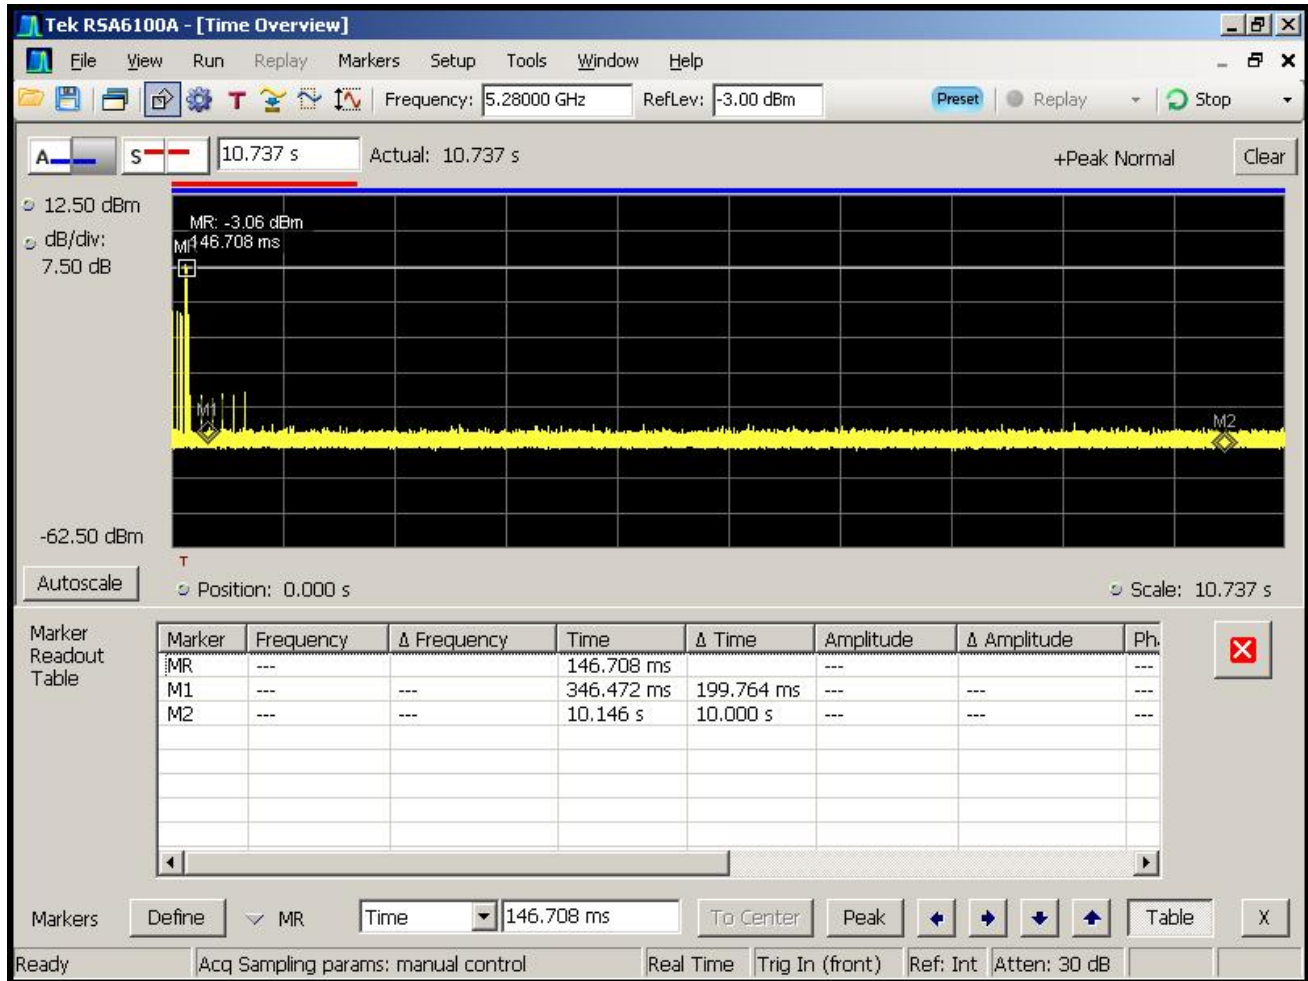 Tek RSA6100A - [Time Overview]
File View Run Replay Markers Setup Tools Window Help
T Frequency: 5.28000 GHz RefLev: -3.00 dBm Preset Replay Stop
A S 10.737 s Actual: 10.737 s +Peak Normal Clear
12.50 dBm
dB/div:
7.50 dB
MR: -3.06 dBm
MR 146.708 ms
M1
M2
-62.50 dBm
T
Autoscale Position: 0.000 s Scale: 10.737 s
Marker
Readout
Table
Marker Frequency Δ Frequency Time Δ Time Amplitude Δ Amplitude Pha
MR --- 146.708 ms --- ---
M1 --- --- 346.472 ms 199.764 ms --- --- ---
M2 --- --- 10.146 s 10.000 s --- --- ---
Markers Define MR Time 146.708 ms To Center Peak Table X
Ready Acq Sampling params: manual control Real Time Trig In (front) Ref: Int Atten: 30 dB